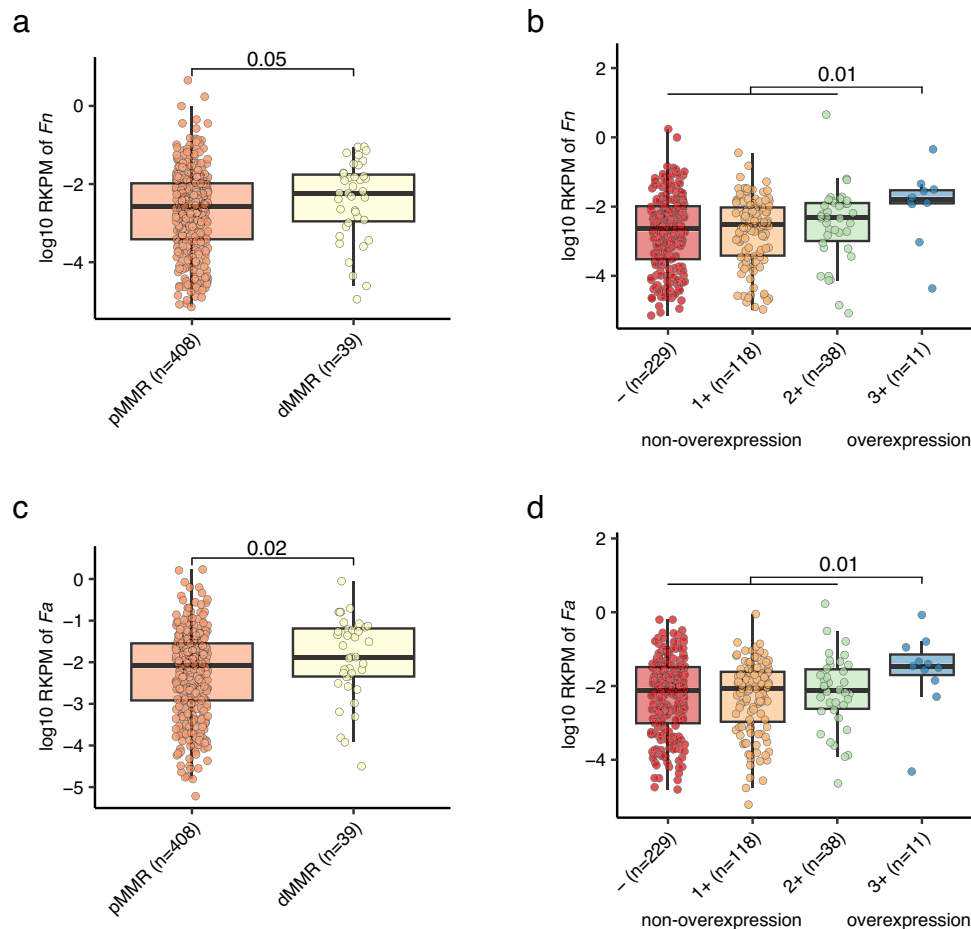 a
0.05
0
−2
−4
log10 RKPM of Fn
pMMR (n=408)
dMMR (n=39)
b
0.01
2
0
−2
−4
log10 RKPM of Fn
− (n=229)
1+ (n=118)
2+ (n=38)
3+ (n=11)
non-overexpression
overexpression
c
0.02
0
−1
−2
−3
−4
−5
log10 RKPM of Fa
pMMR (n=408)
dMMR (n=39)
d
0.01
2
0
−2
−4
log10 RKPM of Fa
− (n=229)
1+ (n=118)
2+ (n=38)
3+ (n=11)
non-overexpression
overexpression